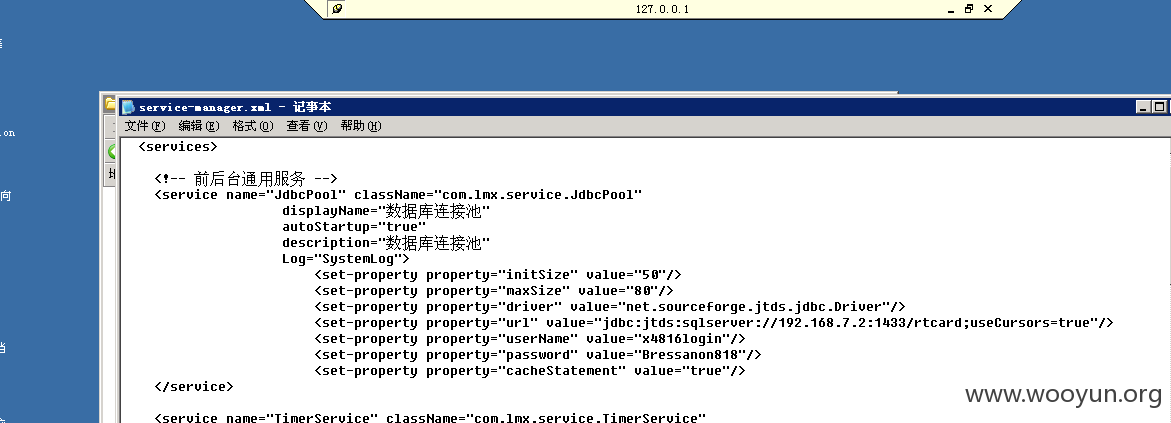 127.0.0.1
service-manager.xml - 记事本
文件(F) 编辑(E) 格式(O) 查看(V) 帮助(H)
ion
向
<services>
<!-- 前后台通用服务 -->
<service name="JdbcPool" className="com.lmx.service.JdbcPool"
displayName="数据库连接池"
autoStartup="true"
description="数据库连接池"
Log="SystemLog">
<set-property property="initSize" value="50"/>
<set-property property="maxSize" value="80"/>
<set-property property="driver" value="net.sourceforge.jtds.jdbc.Driver"/>
<set-property property="url" value="jdbc:jtds:sqlserver://192.168.7.2:1433/rtcard;useCursors=true"/>
<set-property property="userName" value="x4816login"/>
<set-property property="password" value="Bressanon818"/>
<set-property property="cacheStatement" value="true"/>
</service>
<service name="TimerService" className="com.lmx.service.TimerService"
www.wooyun.org